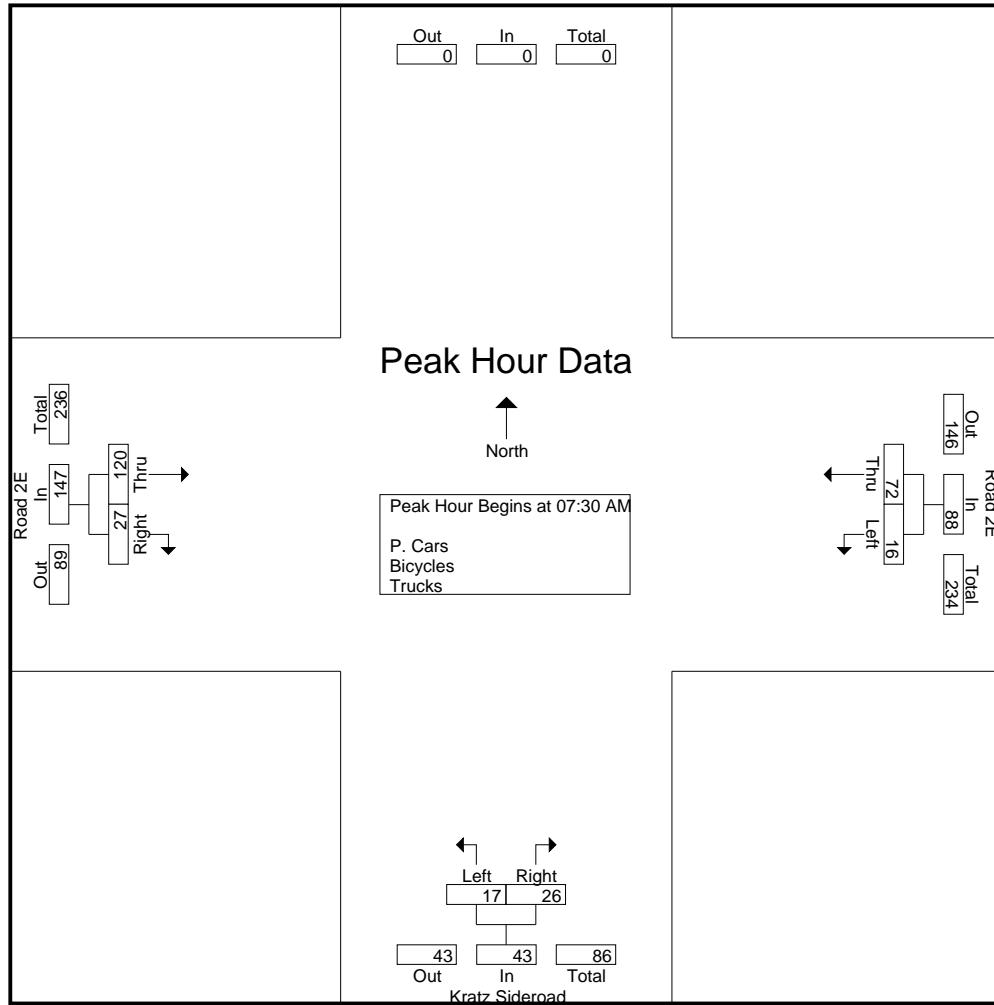 Out In Total
0 0 0
Peak Hour Data
North
Peak Hour Begins at 07:30 AM
P. Cars
Bicycles
Trucks
Road 2E
Total In Out
236 147 89
120 27
Thru Right
Road 2E
Out In Total
146 88 234
72 16
Thru Left
Left Right
17 26
43 43 86
Out In Total
Kratz Sideroad